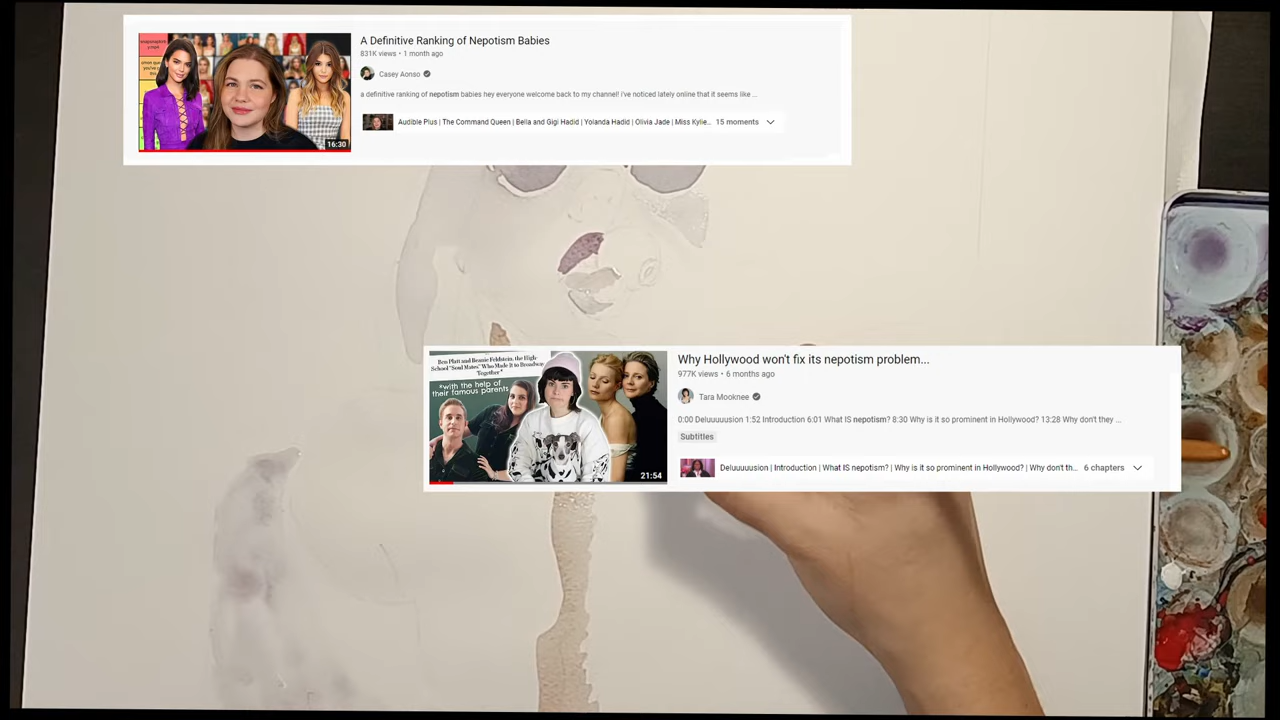 A Definitive Ranking of Nepotism Babies
831K views • 1 month ago
Casey Aonso
a definitive ranking of nepotism babies hey everyone welcome back to my channel! i've noticed lately online that it seems like ...
Audible Plus | The Command Queen | Bella and Gigi Hadid | Yolanda Hadid | Olivia Jade | Miss Kylie... 15 moments
16:30
Why Hollywood won't fix its nepotism problem...
977K views • 6 months ago
Tara Mooknee
0:00 Deluuuusion 1:52 Introduction 6:01 What IS nepotism? 8:30 Why is it so prominent in Hollywood? 13:28 Why don't they ...
Subtitles
Deluuuusion | Introduction | What IS nepotism? | Why is it so prominent in Hollywood? | Why don't th... 6 chapters
Ben Platt and Beanie Feldstein, the High-
School "Soul Mates" Who Made It to Broadway
Together*
*with the help of
their famous parents
21:54